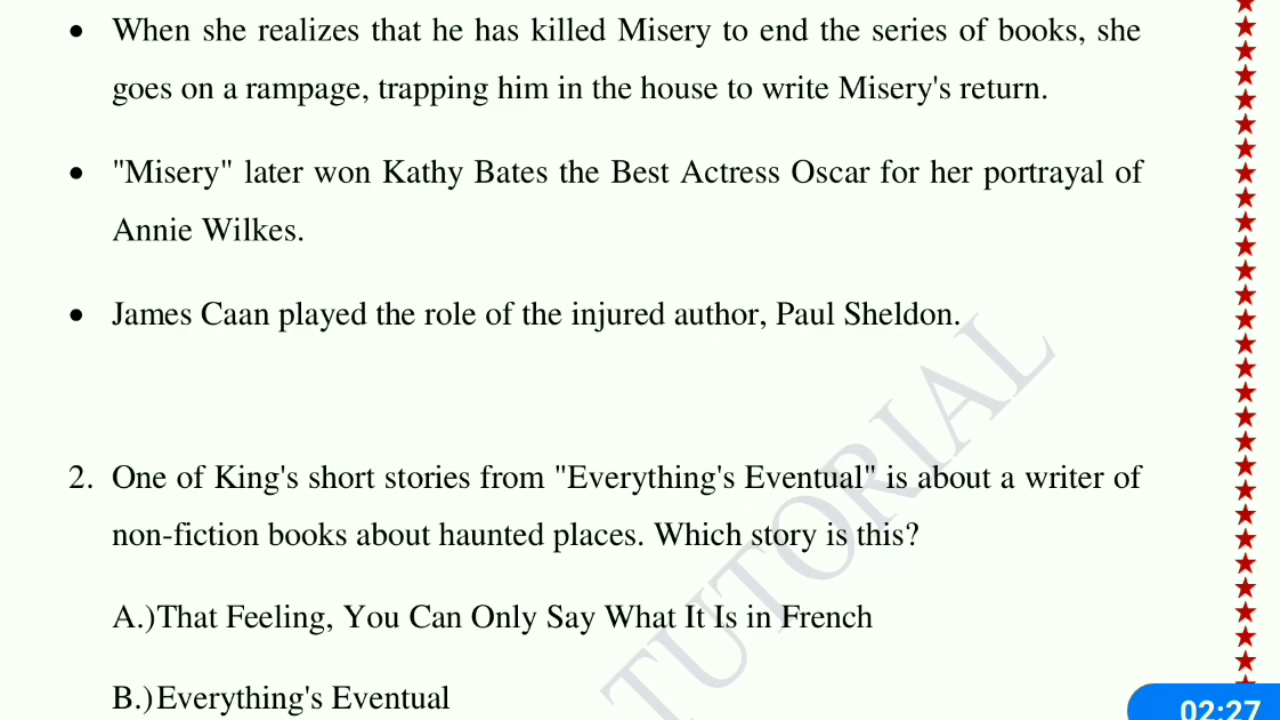 • When she realizes that he has killed Misery to end the series of books, she
goes on a rampage, trapping him in the house to write Misery's return.
• "Misery" later won Kathy Bates the Best Actress Oscar for her portrayal of
Annie Wilkes.
• James Caan played the role of the injured author, Paul Sheldon.
2. One of King's short stories from "Everything's Eventual" is about a writer of
non-fiction books about haunted places. Which story is this?
A.)That Feeling, You Can Only Say What It Is in French
B.)Everything's Eventual
TUTORIAL
02:27